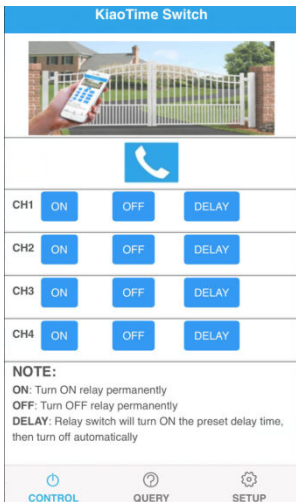 KiaoTime Switch
CH1 ON OFF DELAY
CH2 ON OFF DELAY
CH3 ON OFF DELAY
CH4 ON OFF DELAY
NOTE:
ON: Turn ON relay permanently
OFF: Turn OFF relay permanently
DELAY: Relay switch will turn ON the preset delay time,
then turn off automatically
CONTROL QUERY SETUP